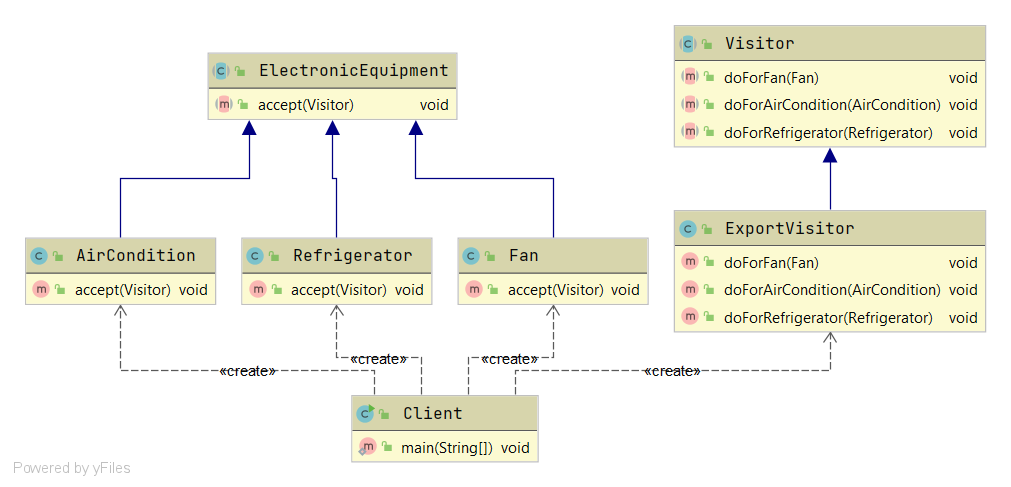 Visitor
doForFan(Fan) void
doForAirCondition(AirCondition) void
doForRefrigerator(Refrigerator) void
ElectronicEquipment
accept(Visitor) void
AirCondition
accept(Visitor) void
Refrigerator
accept(Visitor) void
Fan
accept(Visitor) void
ExportVisitor
doForFan(Fan) void
doForAirCondition(AirCondition) void
doForRefrigerator(Refrigerator) void
«create»
«create»
«create»
«create»
Client
main(String[]) void
Powered by yFiles